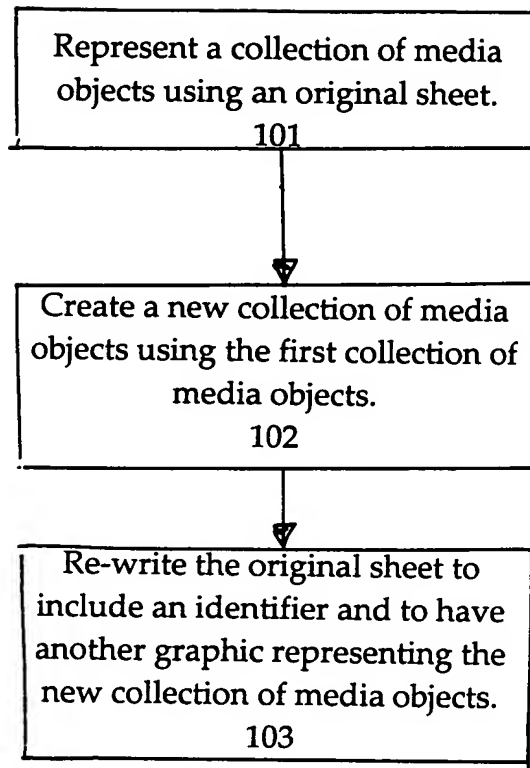 Represent a collection of media
objects using an original sheet.
101
Create a new collection of media
objects using the first collection of
media objects.
102
Re-write the original sheet to
include an identifier and to have
another graphic representing the
new collection of media objects.
103